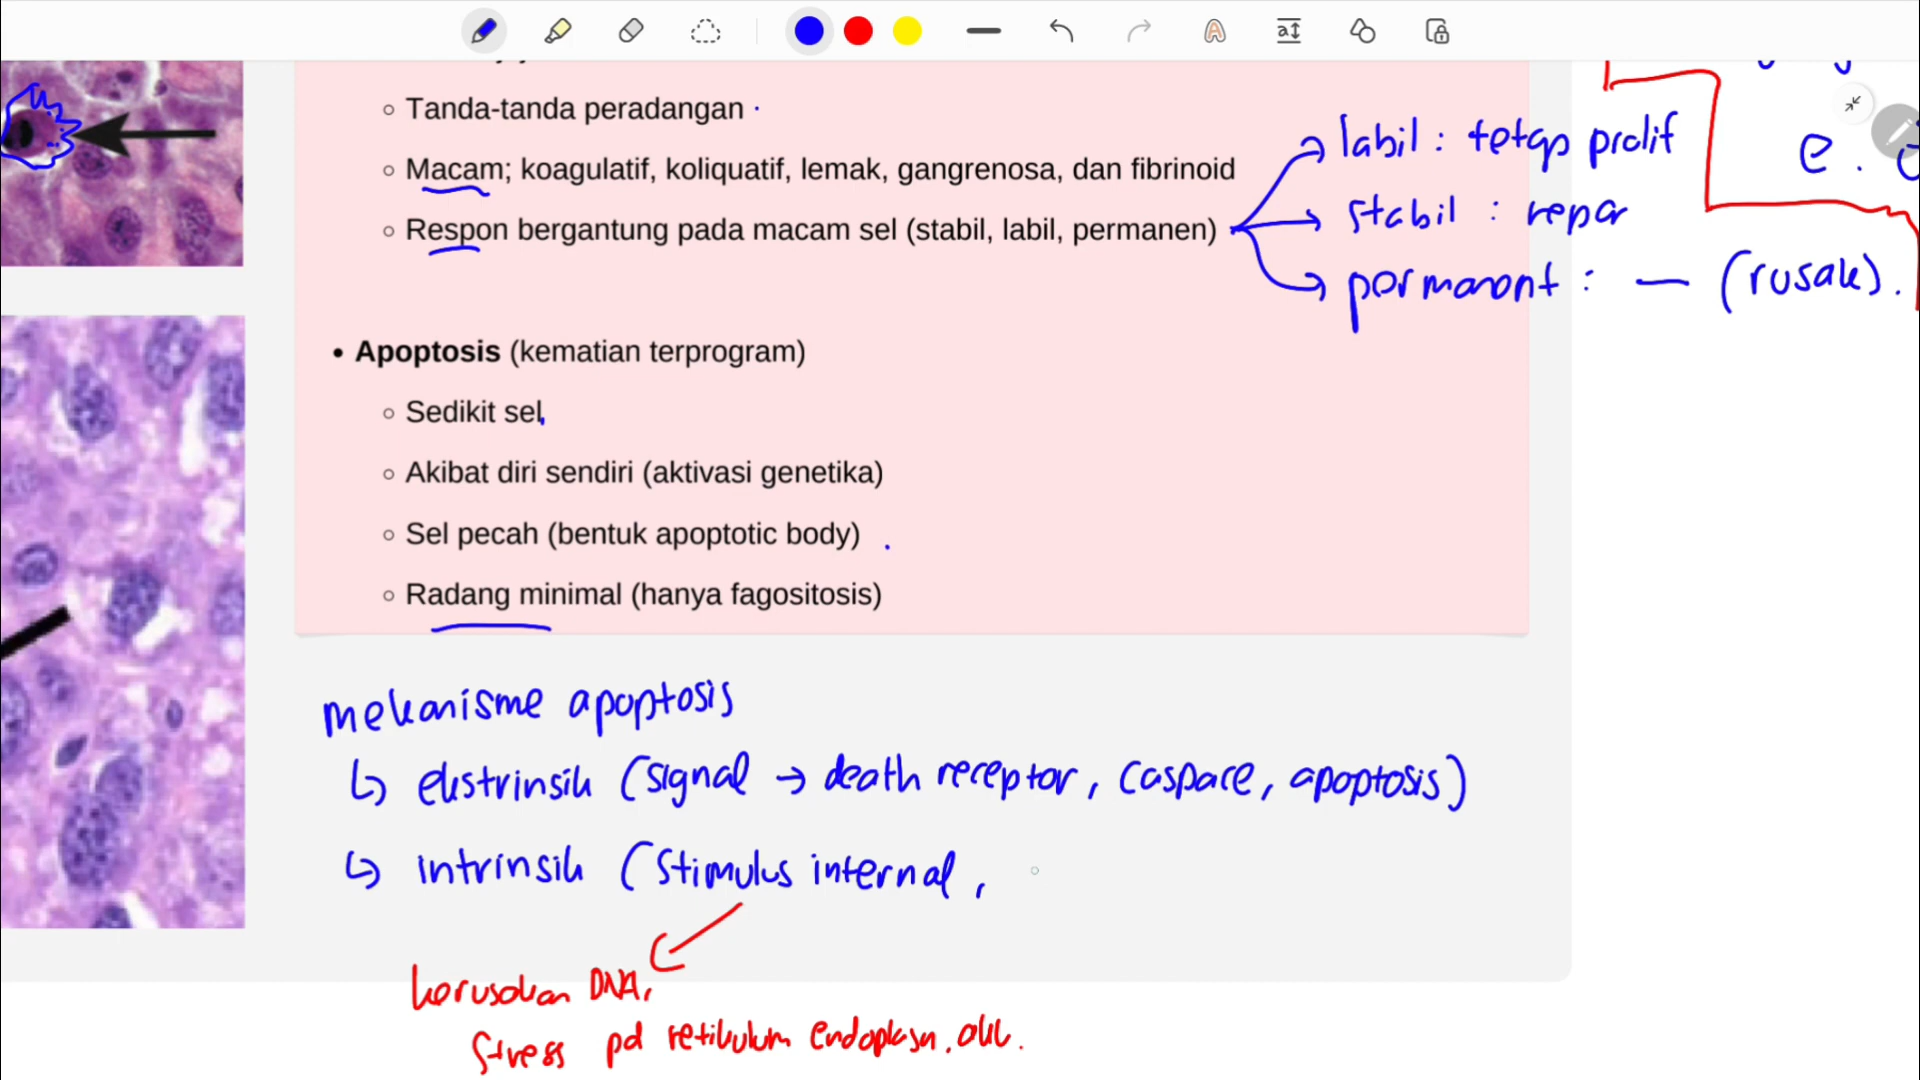 Tanda-tanda peradangan
Macam; koagulatif, koliquatif, lemak, gangrenosa, dan fibrinoid
Respon bergantung pada macam sel (stabil, labil, permanen)
labil : tetap prolif
stabil : repar
permanent : — (rusak).
e.
Apoptosis (kematian terprogram)
Sedikit sel
Akibat diri sendiri (aktivasi genetika)
Sel pecah (bentuk apoptotic body)
Radang minimal (hanya fagositosis)
mekanisme apoptosis
↳ ekstrinsik (signal → death receptor, caspace, apoptosis)
↳ intrinsik (stimulus internal,
kerusakan DNA,
stress pd retikulum endoplasm, dll.